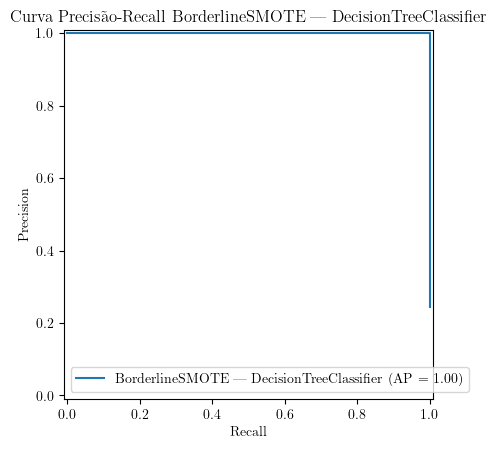 Curva Precisão-Recall BorderlineSMOTE — DecisionTreeClassifier
1.0
0.8
0.6
0.4
0.2
0.0
Precision
BorderlineSMOTE — DecisionTreeClassifier (AP = 1.00)
0.0 0.2 0.4 0.6 0.8 1.0
Recall